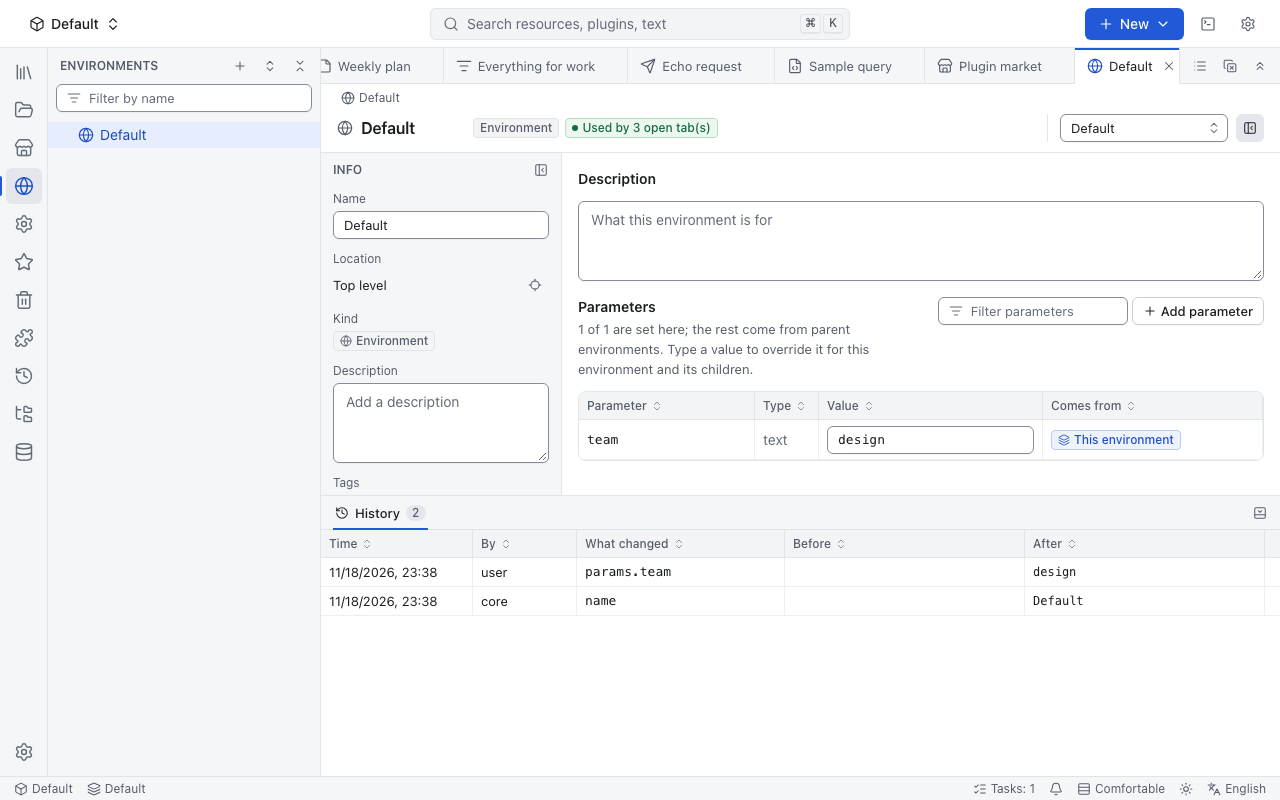 Default
Search resources, plugins, text
⌘ K
New
ENVIRONMENTS
Filter by name
Default
Weekly plan
Everything for work
Echo request
Sample query
Plugin market
Default
Default
Default
Environment
Used by 3 open tab(s)
Default
INFO
Name
Default
Location
Top level
Kind
Environment
Description
Add a description
Tags
Description
What this environment is for
Parameters
1 of 1 are set here; the rest come from parent
environments. Type a value to override it for this
environment and its children.
Filter parameters
Add parameter
Parameter Type Value Comes from
team text design This environment
History 2
Time By What changed Before After
11/18/2026, 23:38 user params.team design
11/18/2026, 23:38 core name Default
Default Default Tasks: 1 Comfortable English